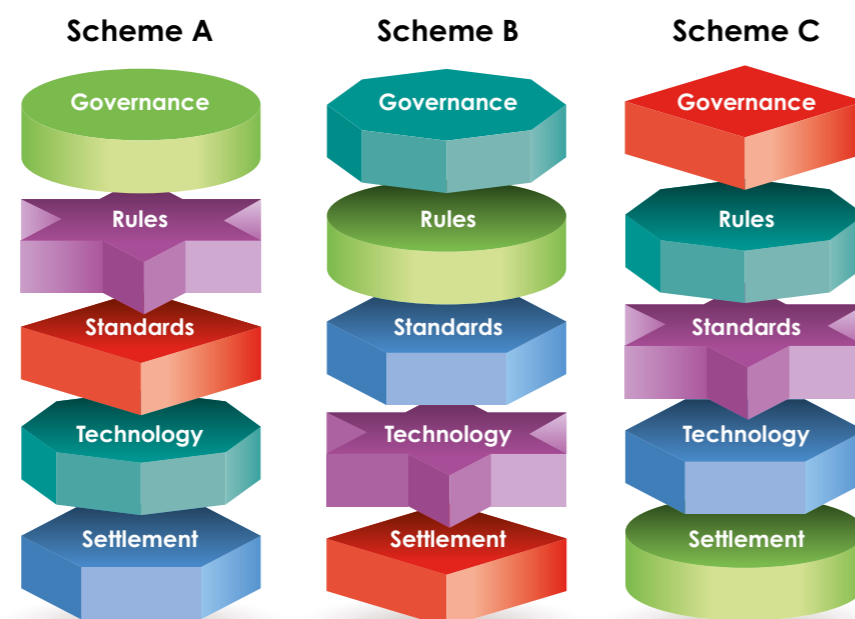 Scheme A
Scheme B
Scheme C
Governance
Governance
Governance
Rules
Rules
Rules
Standards
Standards
Standards
Technology
Technology
Technology
Settlement
Settlement
Settlement